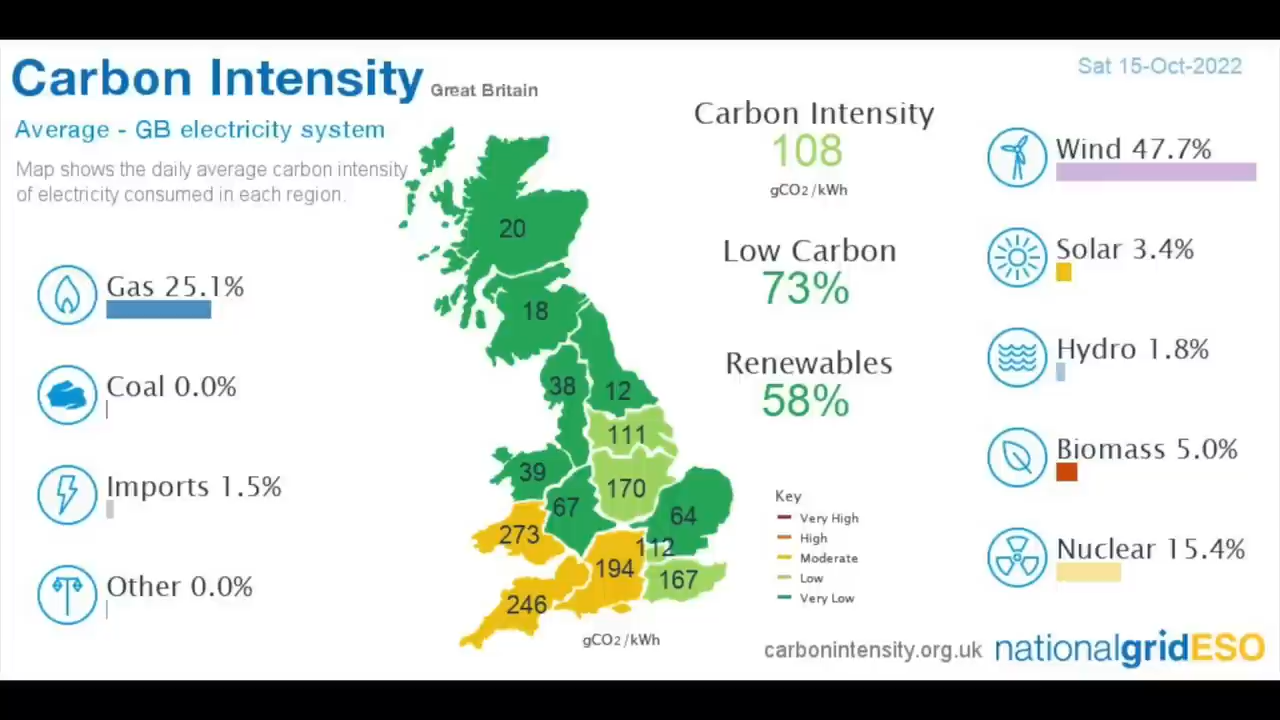 Carbon Intensity Great Britain
Average - GB electricity system
Map shows the daily average carbon intensity
of electricity consumed in each region.
Gas 25.1%
Coal 0.0%
Imports 1.5%
Other 0.0%
20
18
38
12
111
39
170
67
64
273
112
194
167
246
gCO2/kWh
Carbon Intensity
108
gCO2/kWh
Low Carbon
73%
Renewables
58%
Key
Very High
High
Moderate
Low
Very Low
Sat 15-Oct-2022
Wind 47.7%
Solar 3.4%
Hydro 1.8%
Biomass 5.0%
Nuclear 15.4%
carbonintensity.org.uk nationalgridESO